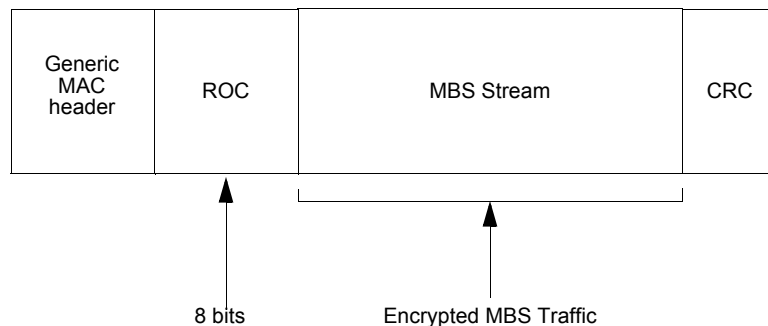 Generic
MAC
header
ROC
MBS Stream
CRC
8 bits
Encrypted MBS Traffic